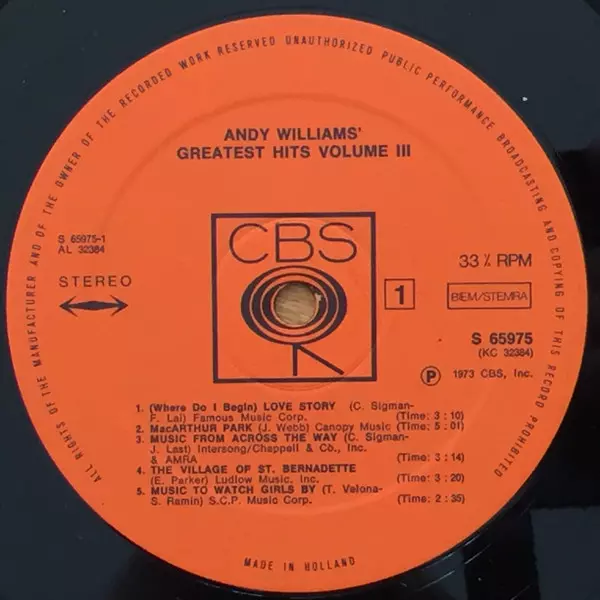 ALL RIGHTS OF THE MANUFACTURER AND OF THE OWNER OF THE RECORDED WORK RESERVED UNAUTHORIZED PUBLIC PERFORMANCE BROADCASTING AND COPYING OF THIS RECORD PROHIBITED
ANDY WILLIAMS'
GREATEST HITS VOLUME III
S 65975-1
AL 32384
STEREO
CBS
1
33 ⅓ RPM
BIEM/STEMRA
S 65975
(KC 32384)
Ⓟ 1973 CBS, Inc.
1. (Where Do I Begin) LOVE STORY (C. Sigman-
F. Lai) Famous Music Corp. (Time: 3 : 10)
2. MacARTHUR PARK (J. Webb) Canopy Music (Time: 5 : 01)
3. MUSIC FROM ACROSS THE WAY (C. Sigman-
J. Last) Intersong/Chappell & Co., Inc.
& AMRA (Time: 3 : 14)
4. THE VILLAGE OF ST. BERNADETTE
(E. Parker) Ludlow Music, Inc. (Time: 3 : 20)
5. MUSIC TO WATCH GIRLS BY (T. Velona-
S. Ramin) S.C.P. Music Corp. (Time: 2 : 35)
MADE IN HOLLAND